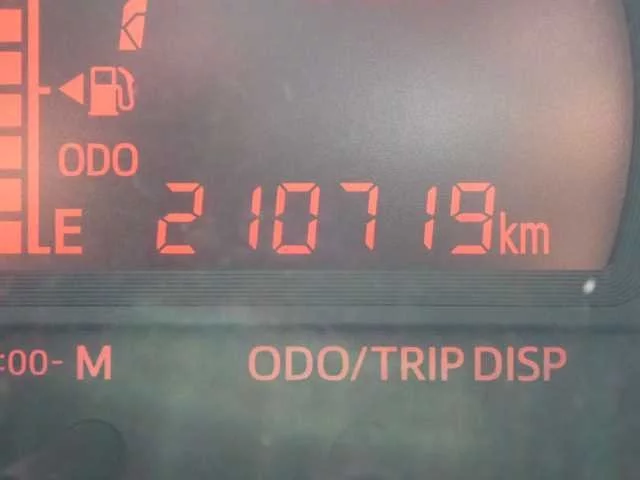 ODO
E 210719km
:00- M ODO/TRIP DISP